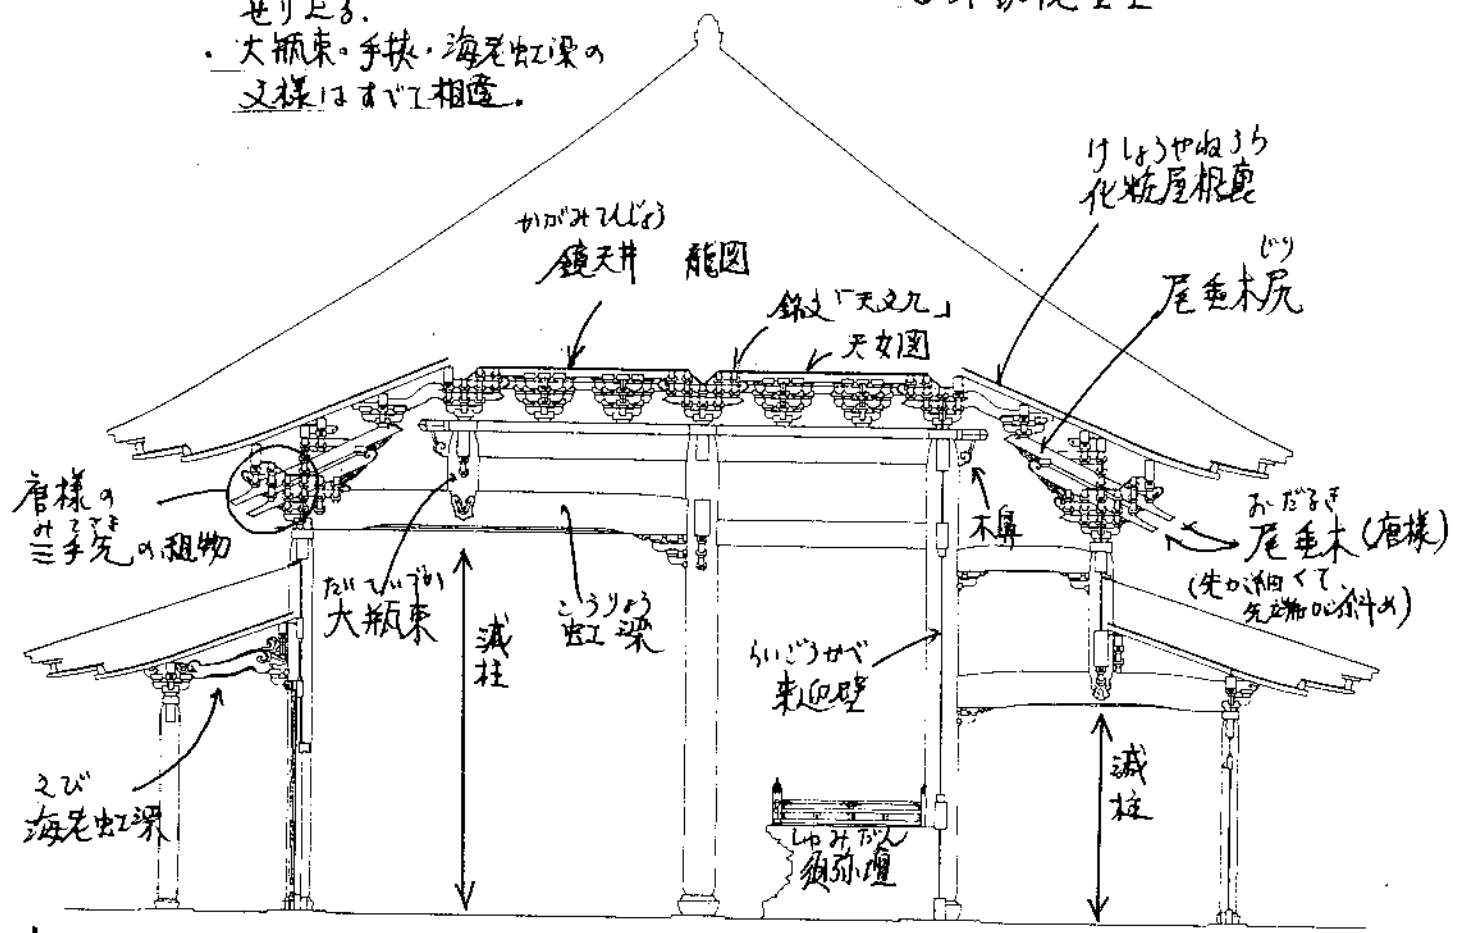 せり上る.
・大瓶束。手挟・海老虹梁の
文様はすべて相違.
けしょうやねうら
化粧屋根裏
かがみてんじょう
鏡天井 龍図
じり
尾垂木尻
銘文「天文九」
天女図
唐様の
みてさき
三手先の組物
おだるき
尾垂木(唐様)
(先が細くて
先端が斜め)
木鼻
だいへいづか
大瓶束
こうりょう
虹梁
減柱
らいごうかべ
来迎壁
えび
海老虹梁
しゅみだん
須弥壇
減柱